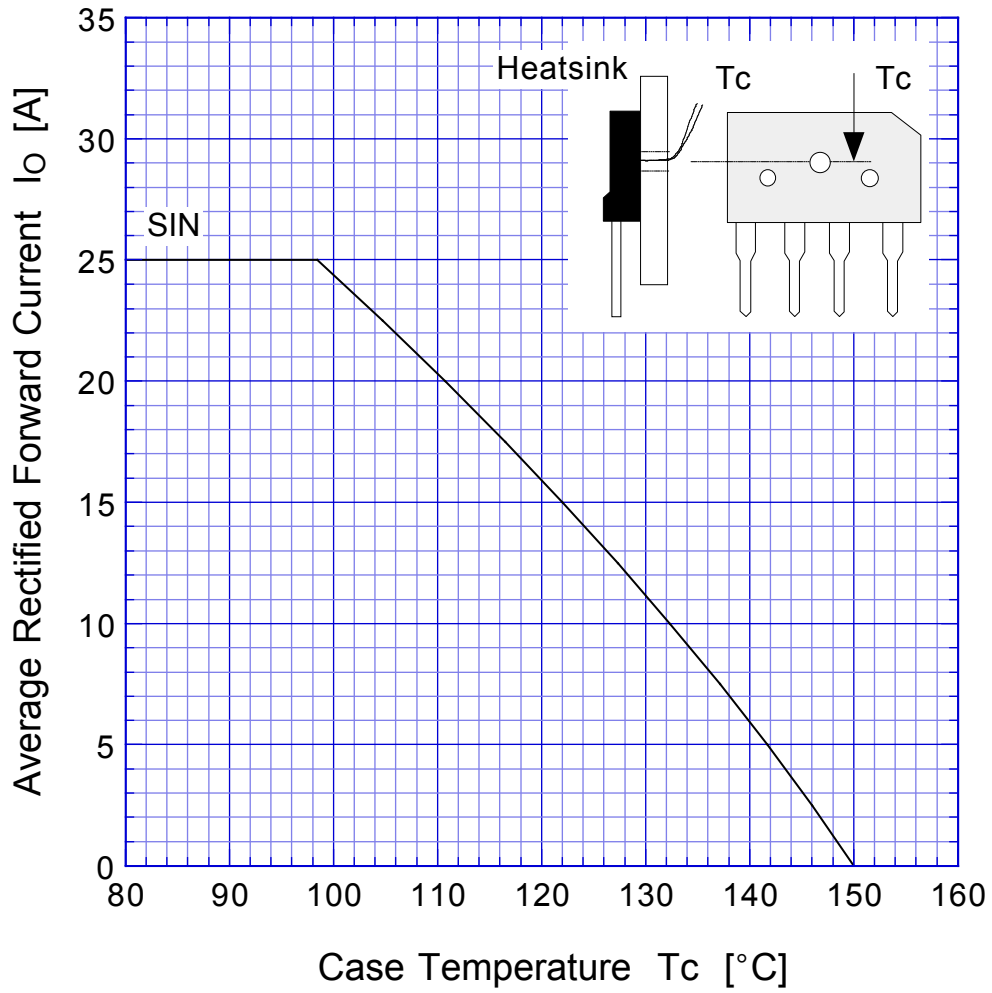 Average Rectified Forward Current IO [A]
35
30
25
20
15
10
5
0
Heatsink
Tc
Tc
SIN
80 90 100 110 120 130 140 150 160
Case Temperature Tc [°C]